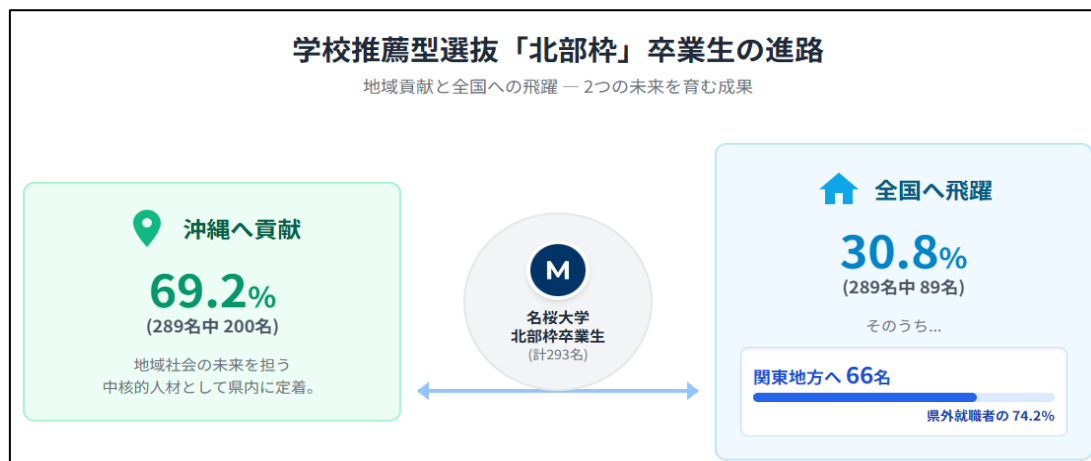 学校推薦型選抜「北部枠」卒業生の進路
地域貢献と全国への飛躍 — 2つの未来を育む成果
沖縄へ貢献
69.2%
(289名中 200名)
地域社会の未来を担う
中核的人材として県内に定着。
M
名桜大学
北部枠卒業生
(計293名)
全国へ飛躍
30.8%
(289名中 89名)
そのうち...
関東地方へ 66名
県外就職者の 74.2%